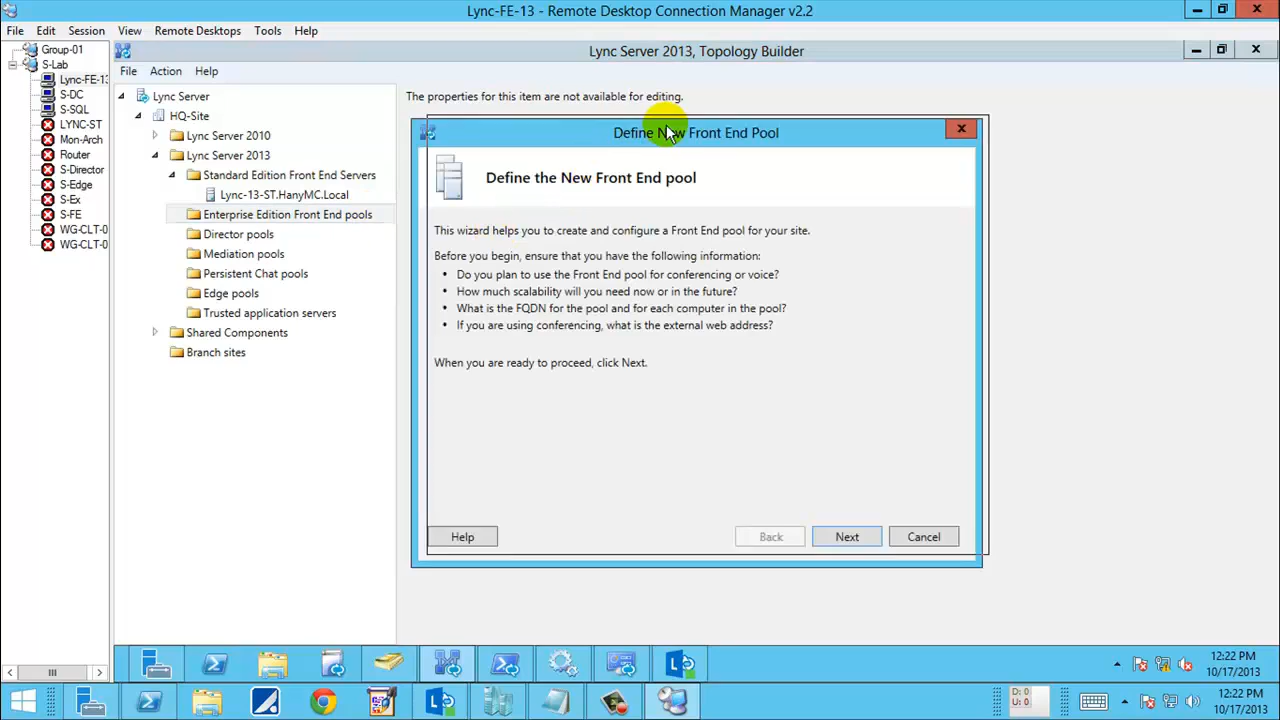 Lync-FE-13 - Remote Desktop Connection Manager v2.2
File Edit Session View Remote Desktops Tools Help
Group-01
S-Lab
Lync-FE-13
S-DC
S-SQL
LYNC-ST
Mon-Arch
Router
S-Director
S-Edge
S-Ex
S-FE
WG-CLT-0
WG-CLT-0
Lync Server 2013, Topology Builder
File Action Help
Lync Server
HQ-Site
Lync Server 2010
Lync Server 2013
Standard Edition Front End Servers
Lync-13-ST.HanyMC.Local
Enterprise Edition Front End pools
Director pools
Mediation pools
Persistent Chat pools
Edge pools
Trusted application servers
Shared Components
Branch sites
The properties for this item are not available for editing.
Define New Front End Pool
Define the New Front End pool
This wizard helps you to create and configure a Front End pool for your site.
Before you begin, ensure that you have the following information:
• Do you plan to use the Front End pool for conferencing or voice?
• How much scalability will you need now or in the future?
• What is the FQDN for the pool and for each computer in the pool?
• If you are using conferencing, what is the external web address?
When you are ready to proceed, click Next.
Help Back Next Cancel
12:22 PM
10/17/2013
D: 0
U: 0
12:22 PM
10/17/2013